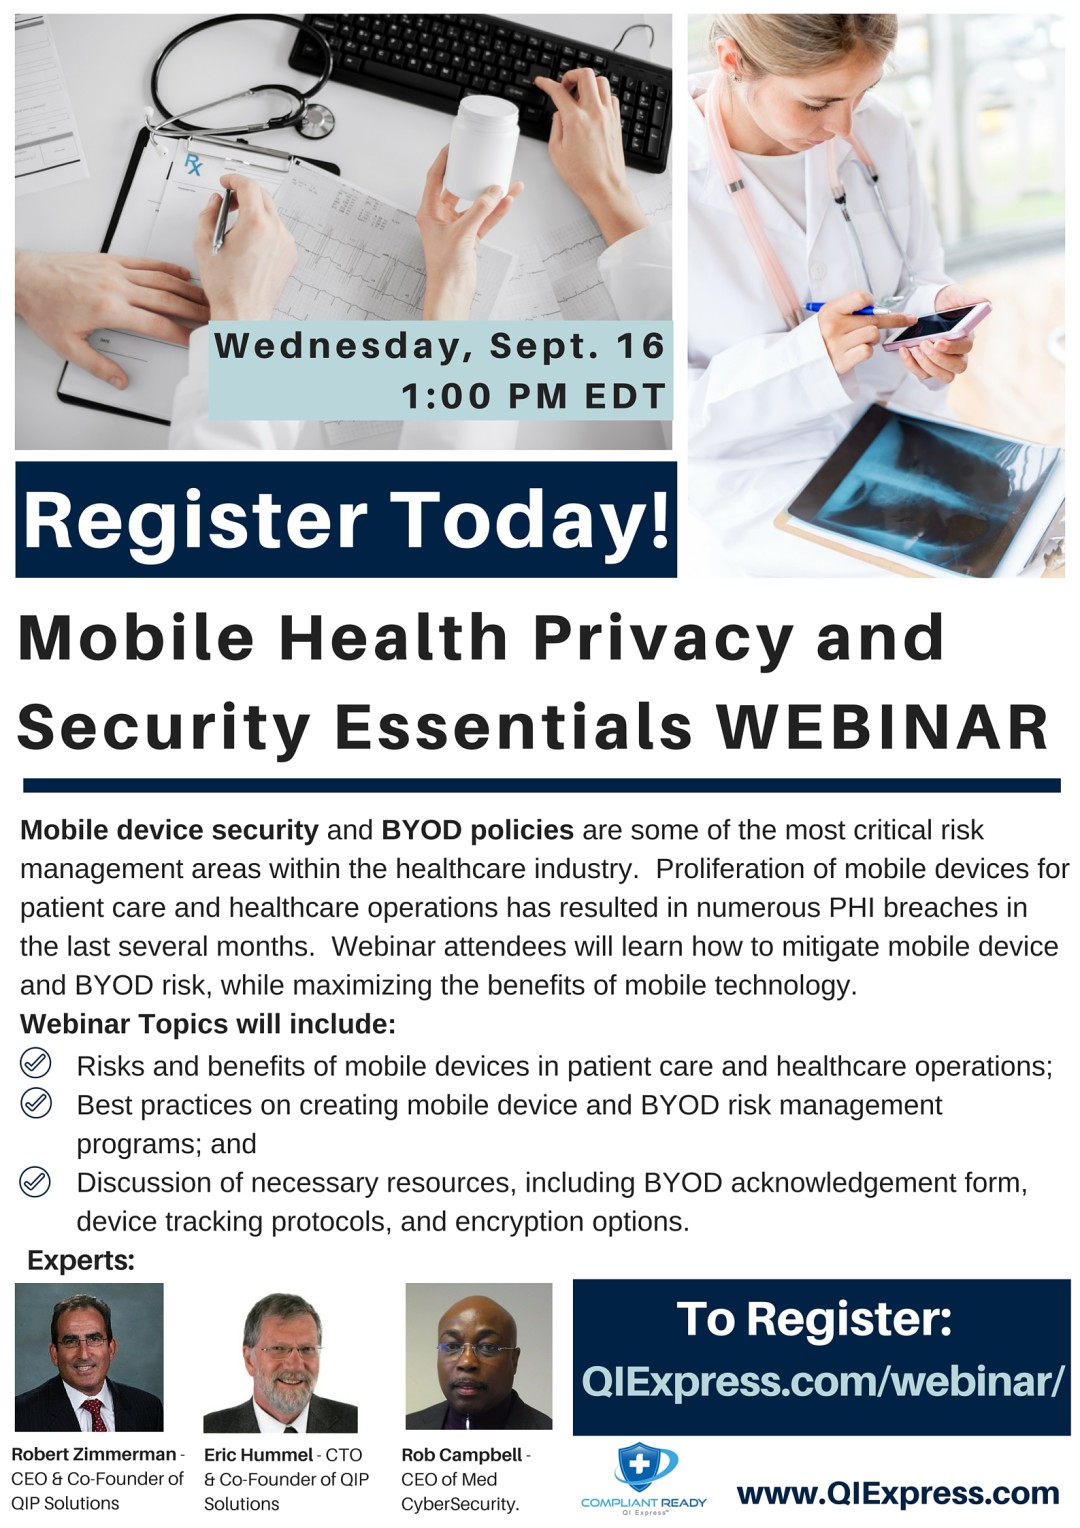 Rx
Wednesday, Sept. 16
1:00 PM EDT
Register Today!
Mobile Health Privacy and
Security Essentials WEBINAR
Mobile device security and BYOD policies are some of the most critical risk
management areas within the healthcare industry.  Proliferation of mobile devices for
patient care and healthcare operations has resulted in numerous PHI breaches in
the last several months.  Webinar attendees will learn how to mitigate mobile device
and BYOD risk, while maximizing the benefits of mobile technology.
Webinar Topics will include:
Risks and benefits of mobile devices in patient care and healthcare operations;
Best practices on creating mobile device and BYOD risk management
programs; and
Discussion of necessary resources, including BYOD acknowledgement form,
device tracking protocols, and encryption options.
Experts:
Robert Zimmerman -
CEO & Co-Founder of
QIP Solutions
Eric Hummel - CTO
& Co-Founder of QIP
Solutions
Rob Campbell -
CEO of Med
CyberSecurity.
To Register:
QIExpress.com/webinar/
COMPLIANT READY
QI Express™
www.QIExpress.com